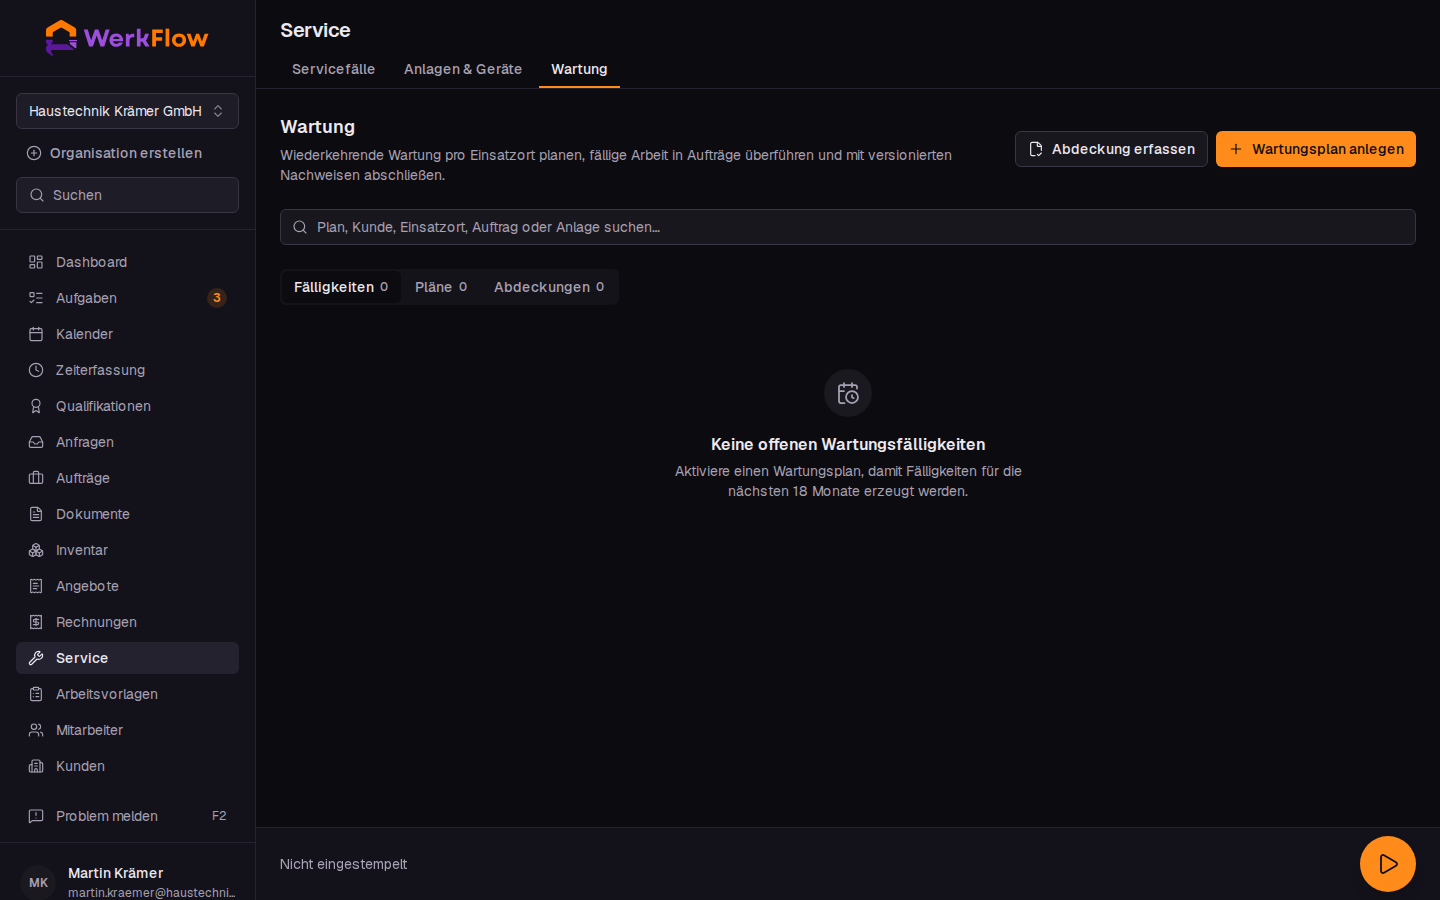 WerkFlow
Haustechnik Krämer GmbH
Organisation erstellen
Suchen
Dashboard
Aufgaben 3
Kalender
Zeiterfassung
Qualifikationen
Anfragen
Aufträge
Dokumente
Inventar
Angebote
Rechnungen
Service
Arbeitsvorlagen
Mitarbeiter
Kunden
Problem melden F2
MK
Martin Krämer
martin.kraemer@haustechni...
Service
Servicefälle Anlagen & Geräte Wartung
Wartung
Wiederkehrende Wartung pro Einsatzort planen, fällige Arbeit in Aufträge überführen und mit versionierten
Nachweisen abschließen.
Abdeckung erfassen
Wartungsplan anlegen
Plan, Kunde, Einsatzort, Auftrag oder Anlage suchen...
Fälligkeiten 0 Pläne 0 Abdeckungen 0
Keine offenen Wartungsfälligkeiten
Aktiviere einen Wartungsplan, damit Fälligkeiten für die
nächsten 18 Monate erzeugt werden.
Nicht eingestempelt